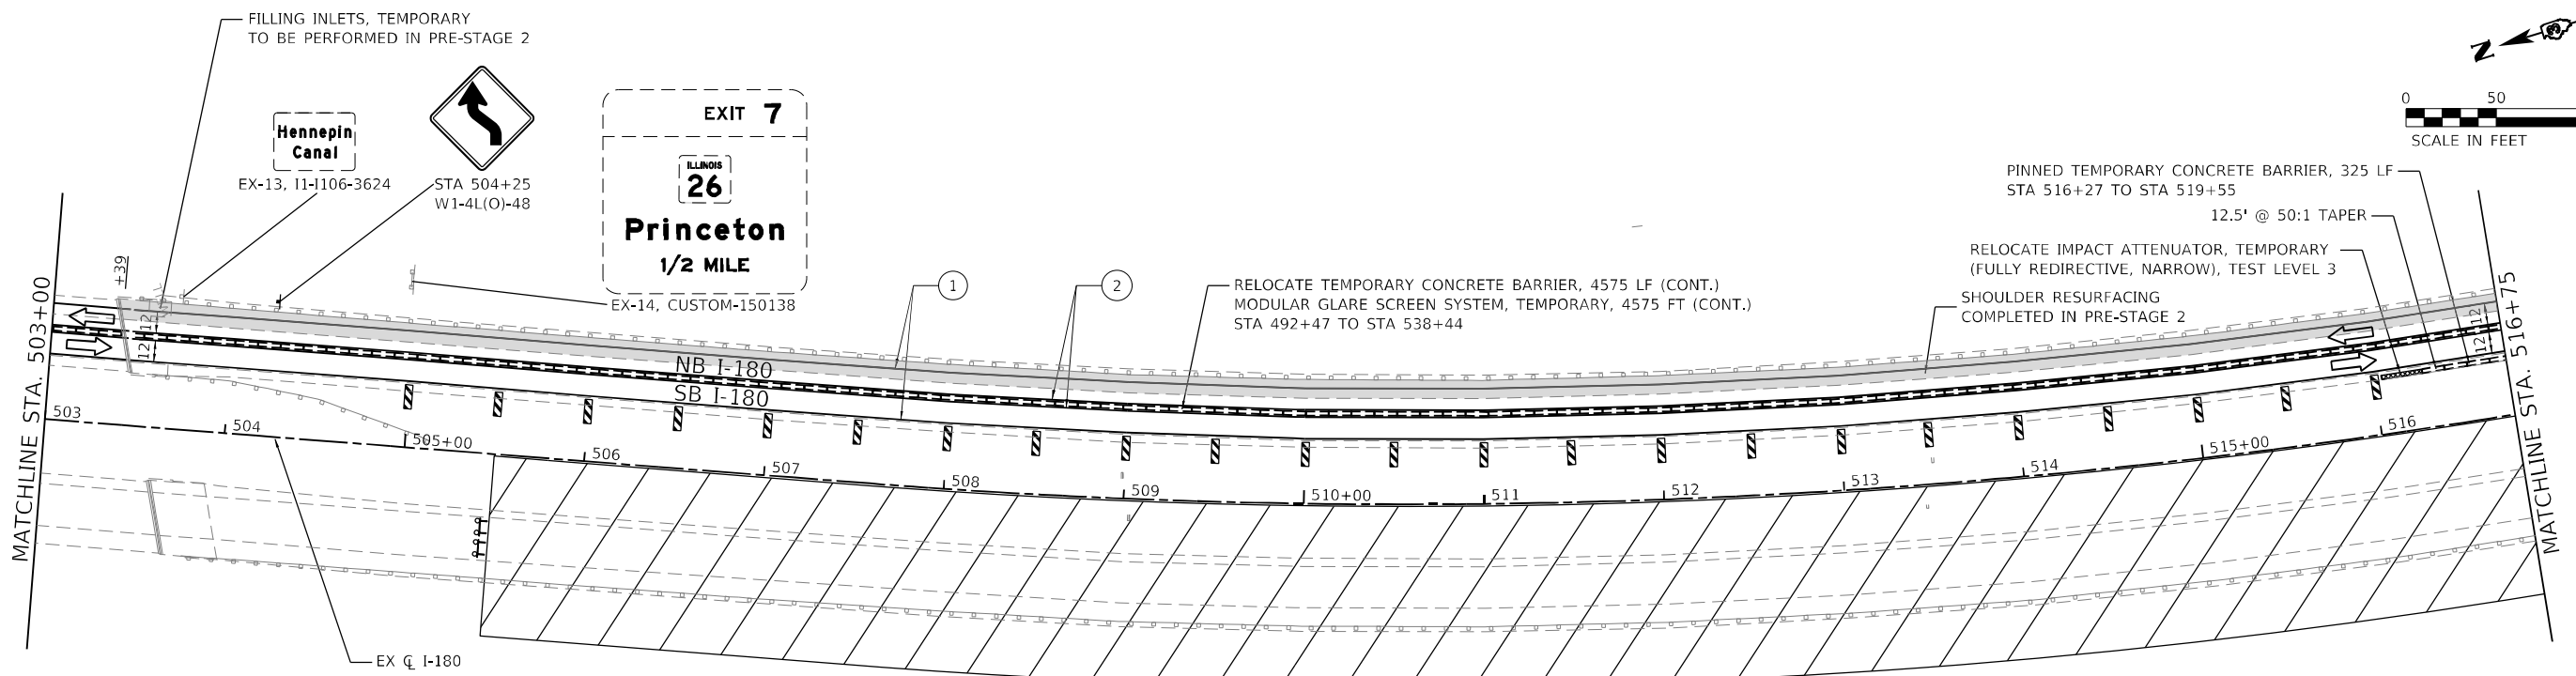 FILLING INLETS, TEMPORARY
TO BE PERFORMED IN PRE-STAGE 2
Hennepin
Canal
EX-13, I1-I106-3624
STA 504+25
W1-4L(O)-48
EXIT 7
ILLINOIS
26
Princeton
1/2 MILE
EX-14, CUSTOM-150138
N
0 50
SCALE IN FEET
PINNED TEMPORARY CONCRETE BARRIER, 325 LF
STA 516+27 TO STA 519+55
12.5' @ 50:1 TAPER
RELOCATE IMPACT ATTENUATOR, TEMPORARY
(FULLY REDIRECTIVE, NARROW), TEST LEVEL 3
SHOULDER RESURFACING
COMPLETED IN PRE-STAGE 2
1
2
RELOCATE TEMPORARY CONCRETE BARRIER, 4575 LF (CONT.)
MODULAR GLARE SCREEN SYSTEM, TEMPORARY, 4575 FT (CONT.)
STA 492+47 TO STA 538+44
+39
12
12
12
12
NB I-180
SB I-180
MATCHLINE STA. 503+00
MATCHLINE STA. 516+75
503
504
505+00
506
507
508
509
510+00
511
512
513
514
515+00
516
EX ℄ I-180